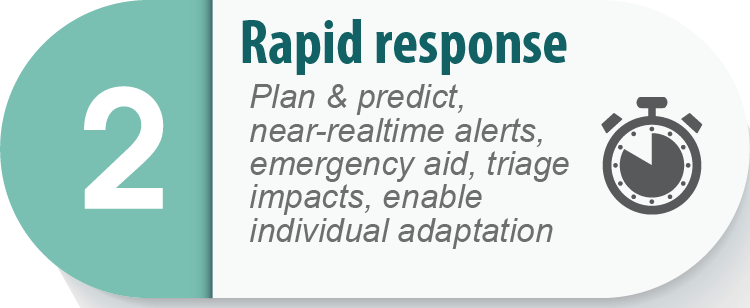 2
Rapid response
Plan & predict,
near-realtime alerts,
emergency aid, triage
impacts, enable
individual adaptation